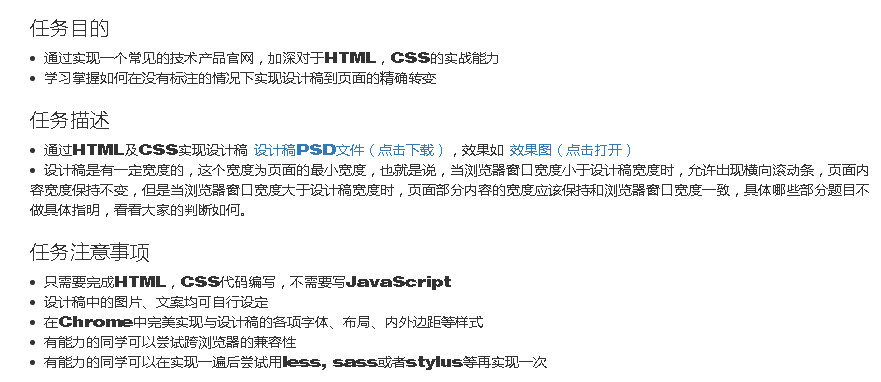 任务目的
通过实现一个常见的技术产品官网，加深对于HTML，CSS的实战能力
学习掌握如何在没有标注的情况下实现设计稿到页面的精确转变
任务描述
通过HTML及CSS实现设计稿 设计稿PSD文件（点击下载），效果如 效果图（点击打开）
设计稿是有一定宽度的，这个宽度为页面的最小宽度，也就是说，当浏览器窗口宽度小于设计稿宽度时，允许出现横向滚动条，页面内
容宽度保持不变，但是当浏览器窗口宽度大于设计稿宽度时，页面部分内容的宽度应该保持和浏览器窗口宽度一致，具体哪些部分题目不
做具体指明，看看大家的判断如何。
任务注意事项
只需要完成HTML，CSS代码编写，不需要写JavaScript
设计稿中的图片、文案均可自行设定
在Chrome中完美实现与设计稿的各项字体、布局、内外边距等样式
有能力的同学可以尝试跨浏览器的兼容性
有能力的同学可以在实现一遍后尝试用less, sass或者stylus等再实现一次